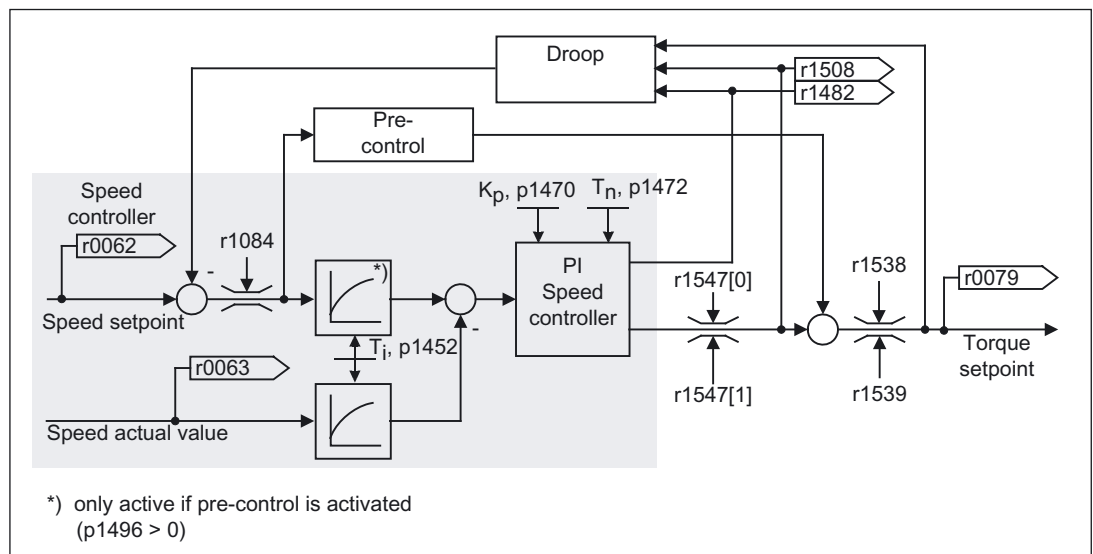 Droop
r1508
r1482
Pre-
control
Speed
controller
r0062
r1084
Kp, p1470
Tn, p1472
*)
-
PI
Speed
controller
r1547[0]
r1538
r0079
Speed setpoint
-
Ti, p1452
r0063
Torque
setpoint
r1547[1]
r1539
Speed actual value
*) only active if pre-control is activated
(p1496 > 0)